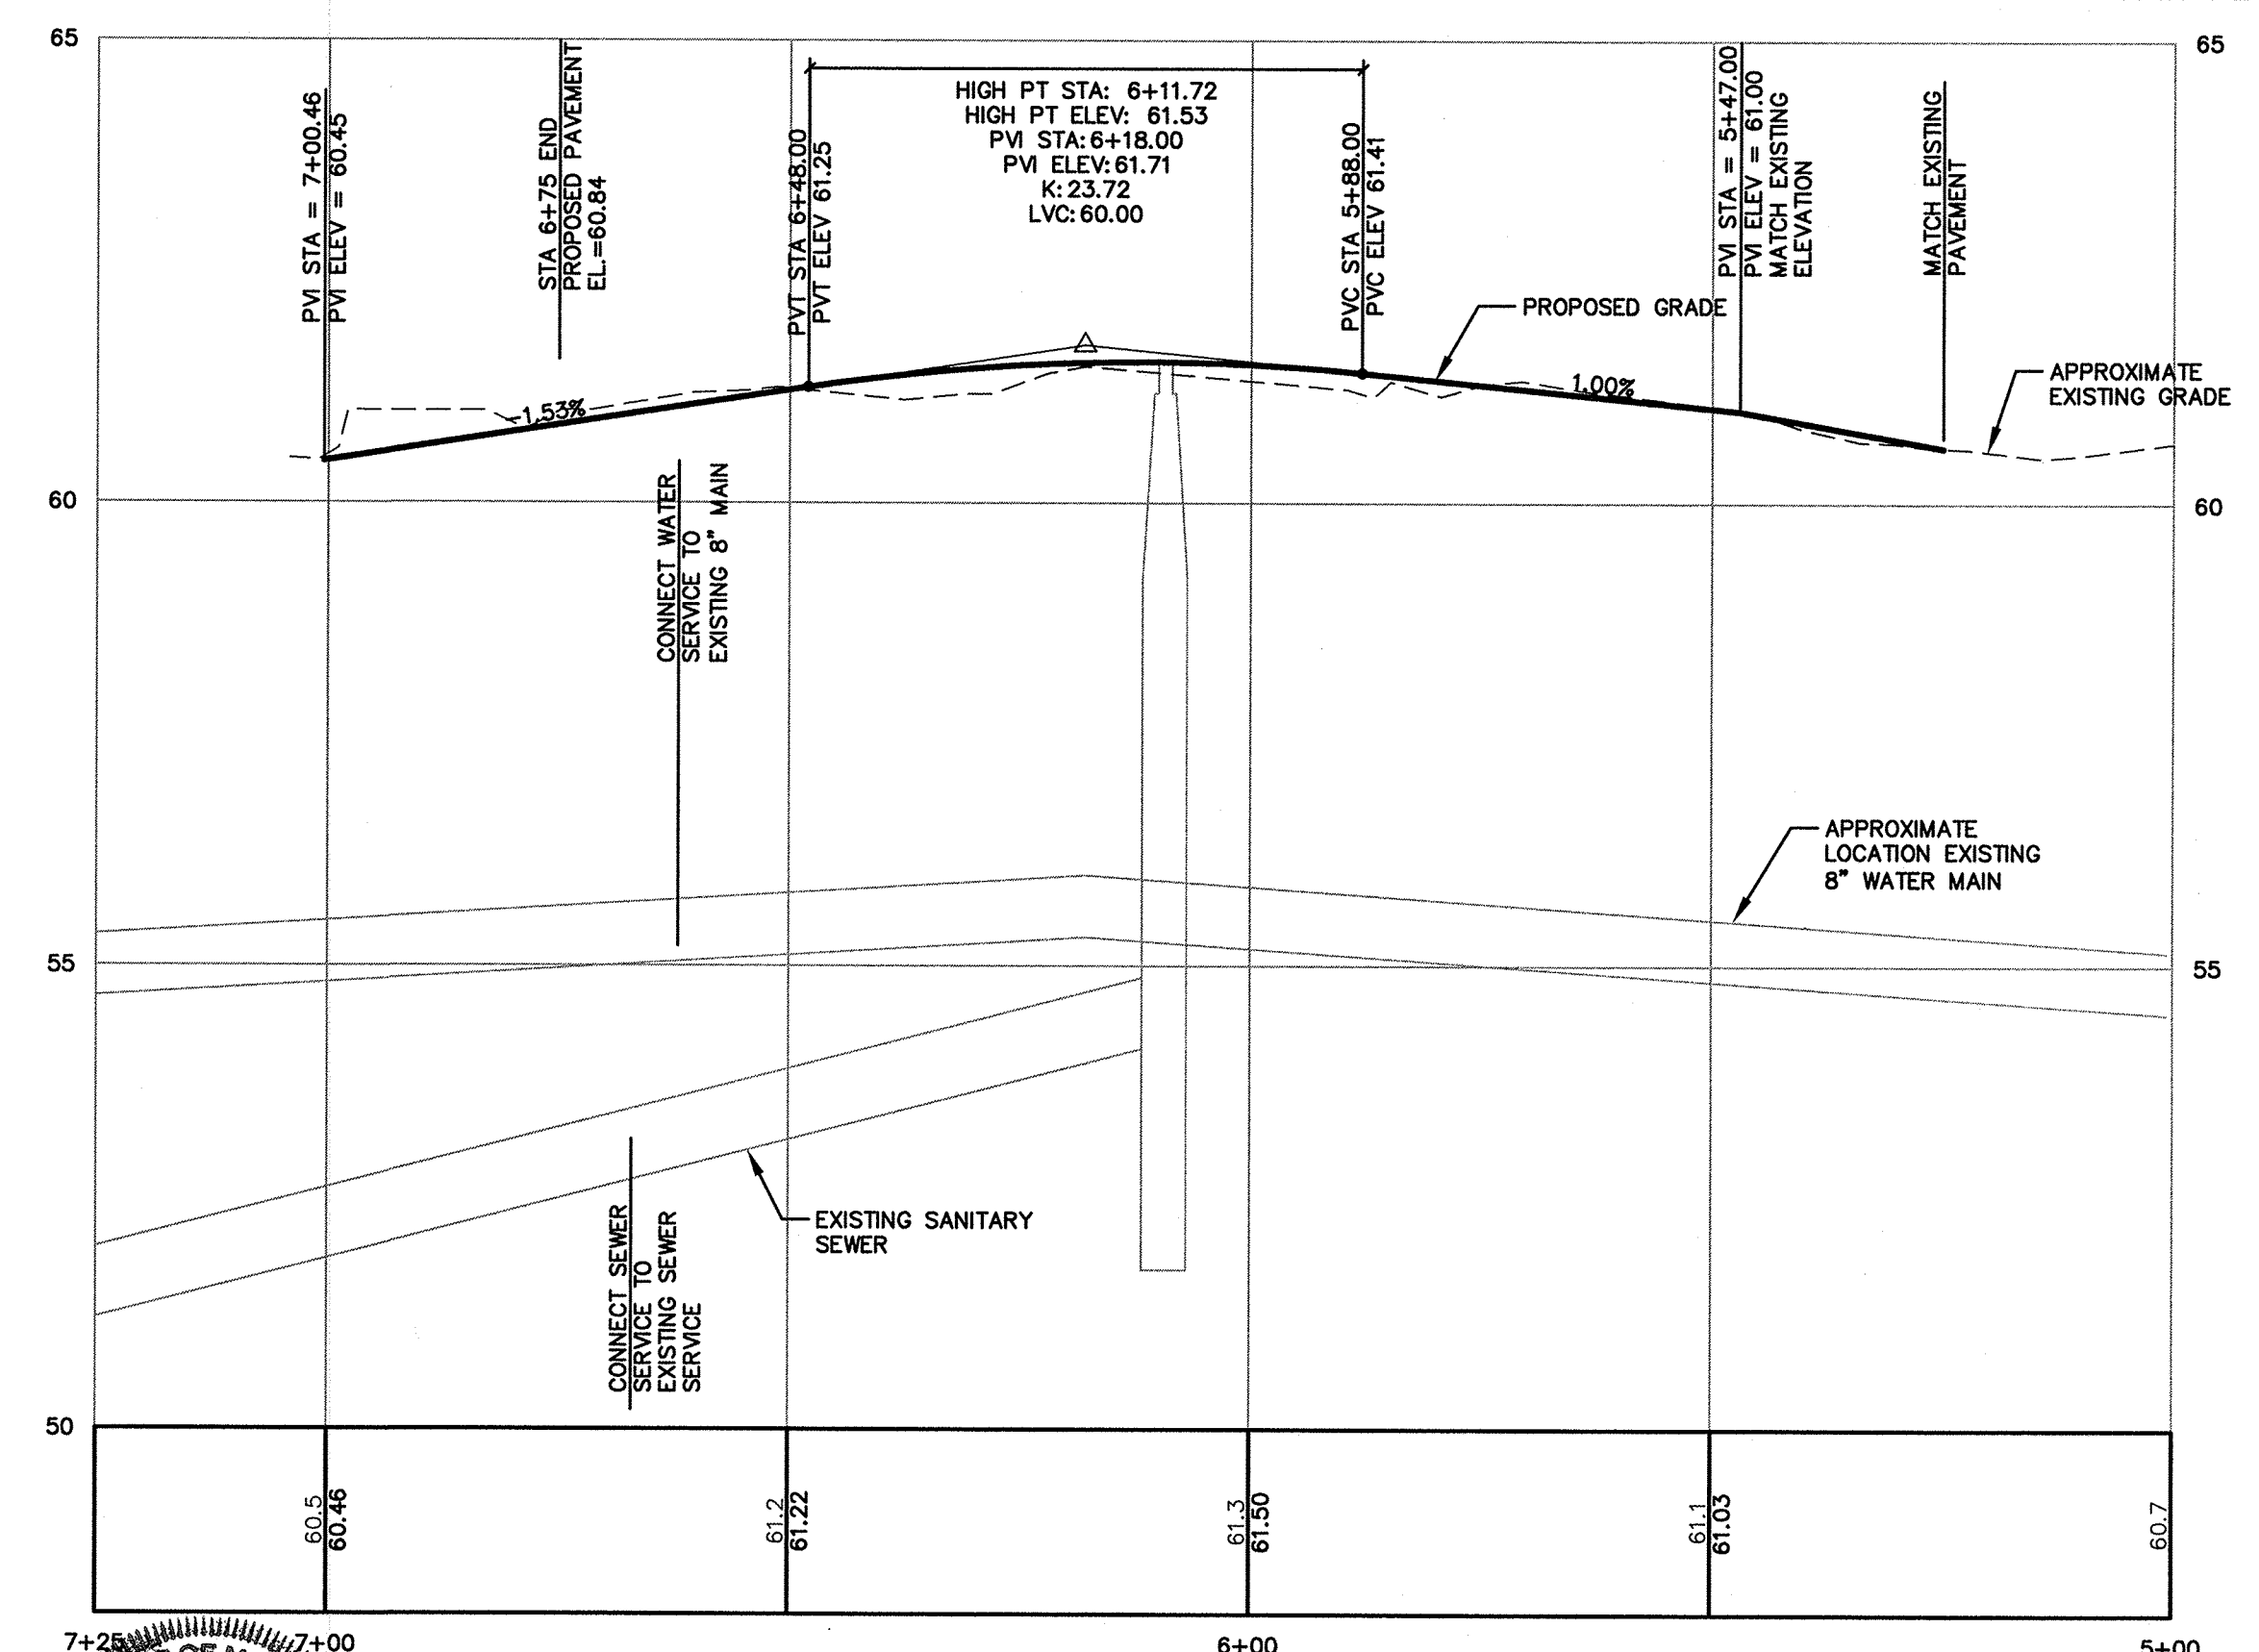 65
65
PVI STA = 7+00.46
PVI ELEV = 60.45
STA 6+75 END
PROPOSED PAVEMENT
EL.=60.84
PVT STA 6+48.00
PVT ELEV 61.25
HIGH PT STA: 6+11.72
HIGH PT ELEV: 61.53
PVI STA: 6+18.00
PVI ELEV: 61.71
K: 23.72
LVC: 60.00
PVC STA 5+88.00
PVC ELEV 61.41
PVI STA = 5+47.00
PVI ELEV = 61.00
MATCH EXISTING
ELEVATION
MATCH EXISTING
PAVEMENT
PROPOSED GRADE
-1.53%
1.00%
APPROXIMATE
EXISTING GRADE
60
60
CONNECT WATER
SERVICE TO
EXISTING 8" MAIN
APPROXIMATE
LOCATION EXISTING
8" WATER MAIN
55
55
EXISTING SANITARY
SEWER
CONNECT SEWER
SERVICE TO
EXISTING SEWER
SERVICE
50
60.5
60.46
61.2
61.22
61.3
61.50
61.1
61.03
60.7
7+25
7+00
6+00
5+00